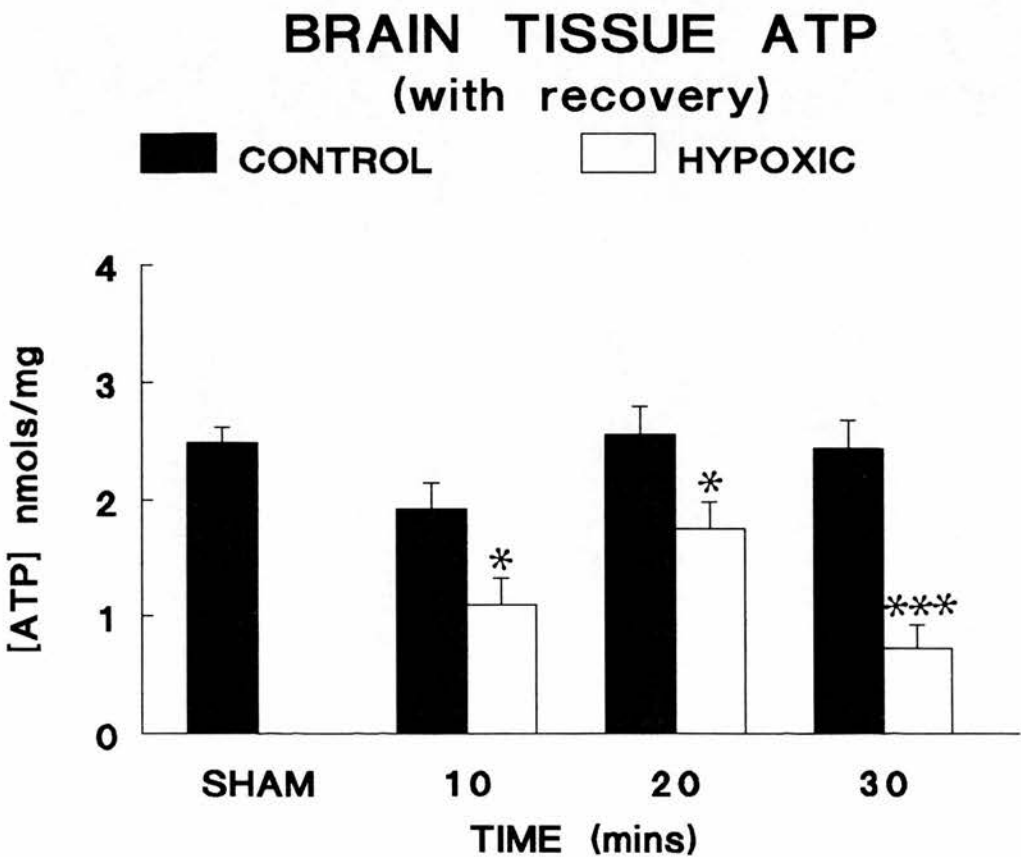 BRAIN TISSUE ATP
(with recovery)
CONTROL HYPOXIC
4
3
2
1
0
[ATP] nmols/mg
*
*
***
SHAM 10 20 30
TIME (mins)